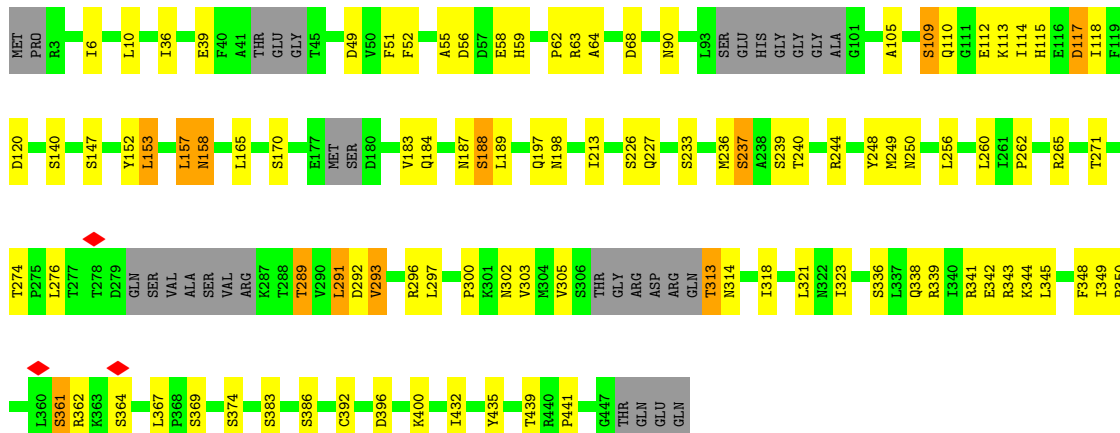 MET PRO R3 I6 L10 I36 E39 F40 A41 THR GLU GLY T45 D49 V50 F51 F52 A55 D56 D57 E58 H59 P62 R63 A64 D68 N90 L93 SER GLU HIS GLY GLY GLY ALA G101 A105 S109 Q110 G111 E112 K113 T114 H115 E116 D117 I118 F119
D120 S140 S147 Y152 L153 L157 N158 L165 S170 E177 MET SER D180 V183 Q184 N187 S188 L189 Q197 N198 I213 S226 Q227 S233 M236 S237 A238 S239 T240 R244 Y248 M249 N250 L256 L260 I261 P262 R265 T271
T274 P275 L276 T277 T278 D279 GLN SER VAL ALA SER VAL ARG K287 T288 T289 V290 L291 D292 V293 R296 L297 P300 K301 N302 V303 M304 V305 S306 THR GLY ARG ASP ARG GLN T313 N314 I318 L321 N322 I323 S336 L337 Q338 R339 I340 R341 E342 R343 K344 L345 F348 I349
L360 S361 R362 K363 S364 L367 P368 S369 S374 S383 S386 C392 D396 K400 I432 Y435 T439 R440 P441 G447 THR GLN GLU GLN